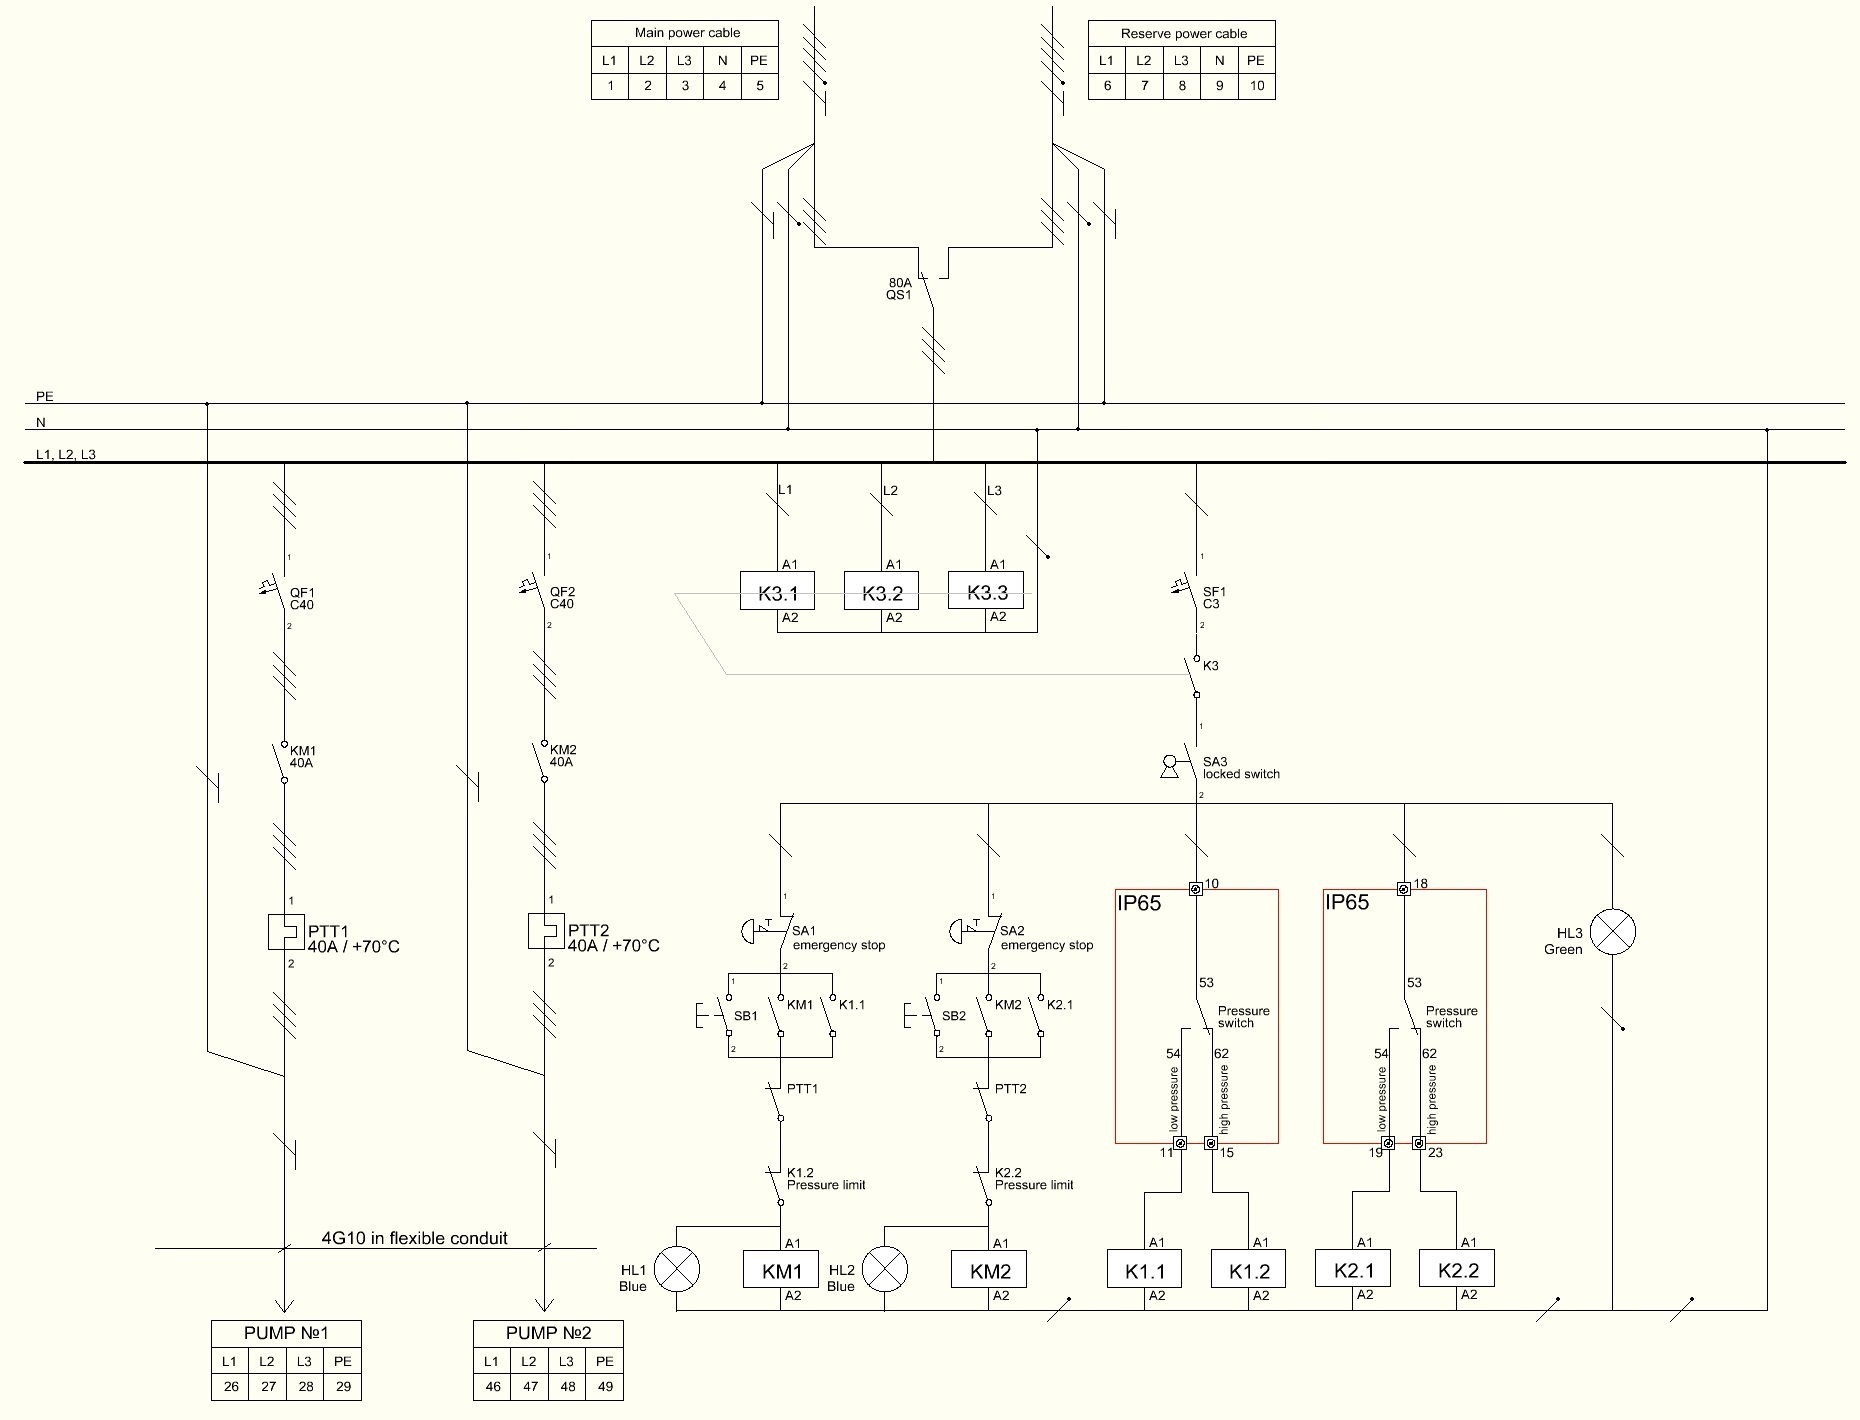 Main power cable
L1 L2 L3 N PE
1 2 3 4 5
Reserve power cable
L1 L2 L3 N PE
6 7 8 9 10
80A
QS1
PE
N
L1, L2, L3
L1
L2
L3
1
QF1
C40
2
1
QF2
C40
2
A1
K3.1
A2
A1
K3.2
A2
A1
K3.3
A2
1
SF1
C3
2
K3
1
SA3
locked switch
2
KM1
40A
KM2
40A
1
PTT1
40A / +70°C
2
1
PTT2
40A / +70°C
2
1
SA1
emergency stop
2
1
SB1
2
KM1
K1.1
PTT1
K1.2
Pressure limit
HL1
Blue
A1
KM1
A2
1
SA2
emergency stop
2
1
SB2
2
KM2
K2.1
PTT2
K2.2
Pressure limit
HL2
Blue
A1
KM2
A2
10
IP65
53
Pressure
switch
54
62
low pressure
high pressure
11
15
A1
K1.1
A2
A1
K1.2
A2
18
IP65
53
Pressure
switch
54
62
low pressure
high pressure
19
23
A1
K2.1
A2
A1
K2.2
A2
HL3
Green
4G10 in flexible conduit
PUMP №1
L1 L2 L3 PE
26 27 28 29
PUMP №2
L1 L2 L3 PE
46 47 48 49